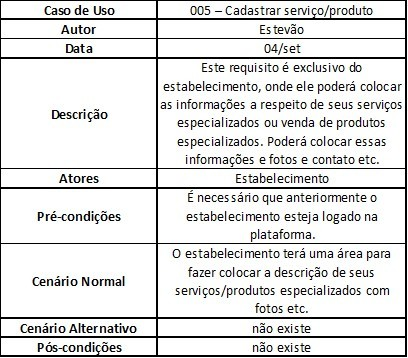 Caso de Uso 005 – Cadastrar serviço/produto
Autor Estevão
Data 04/set
Descrição
Este requisito é exclusivo do
estabelecimento, onde ele poderá colocar
as informações a respeito de seus serviços
especializados ou venda de produtos
especializados. Poderá colocar essas
informações e fotos e contato etc.
Atores Estabelecimento
Pré-condições
É necessário que anteriormente o
estabelecimento esteja logado na
plataforma.
Cenário Normal
O estabelecimento terá uma área para
fazer colocar a descrição de seus
serviços/produtos especializados com
fotos etc.
Cenário Alternativo não existe
Pós-condições não existe